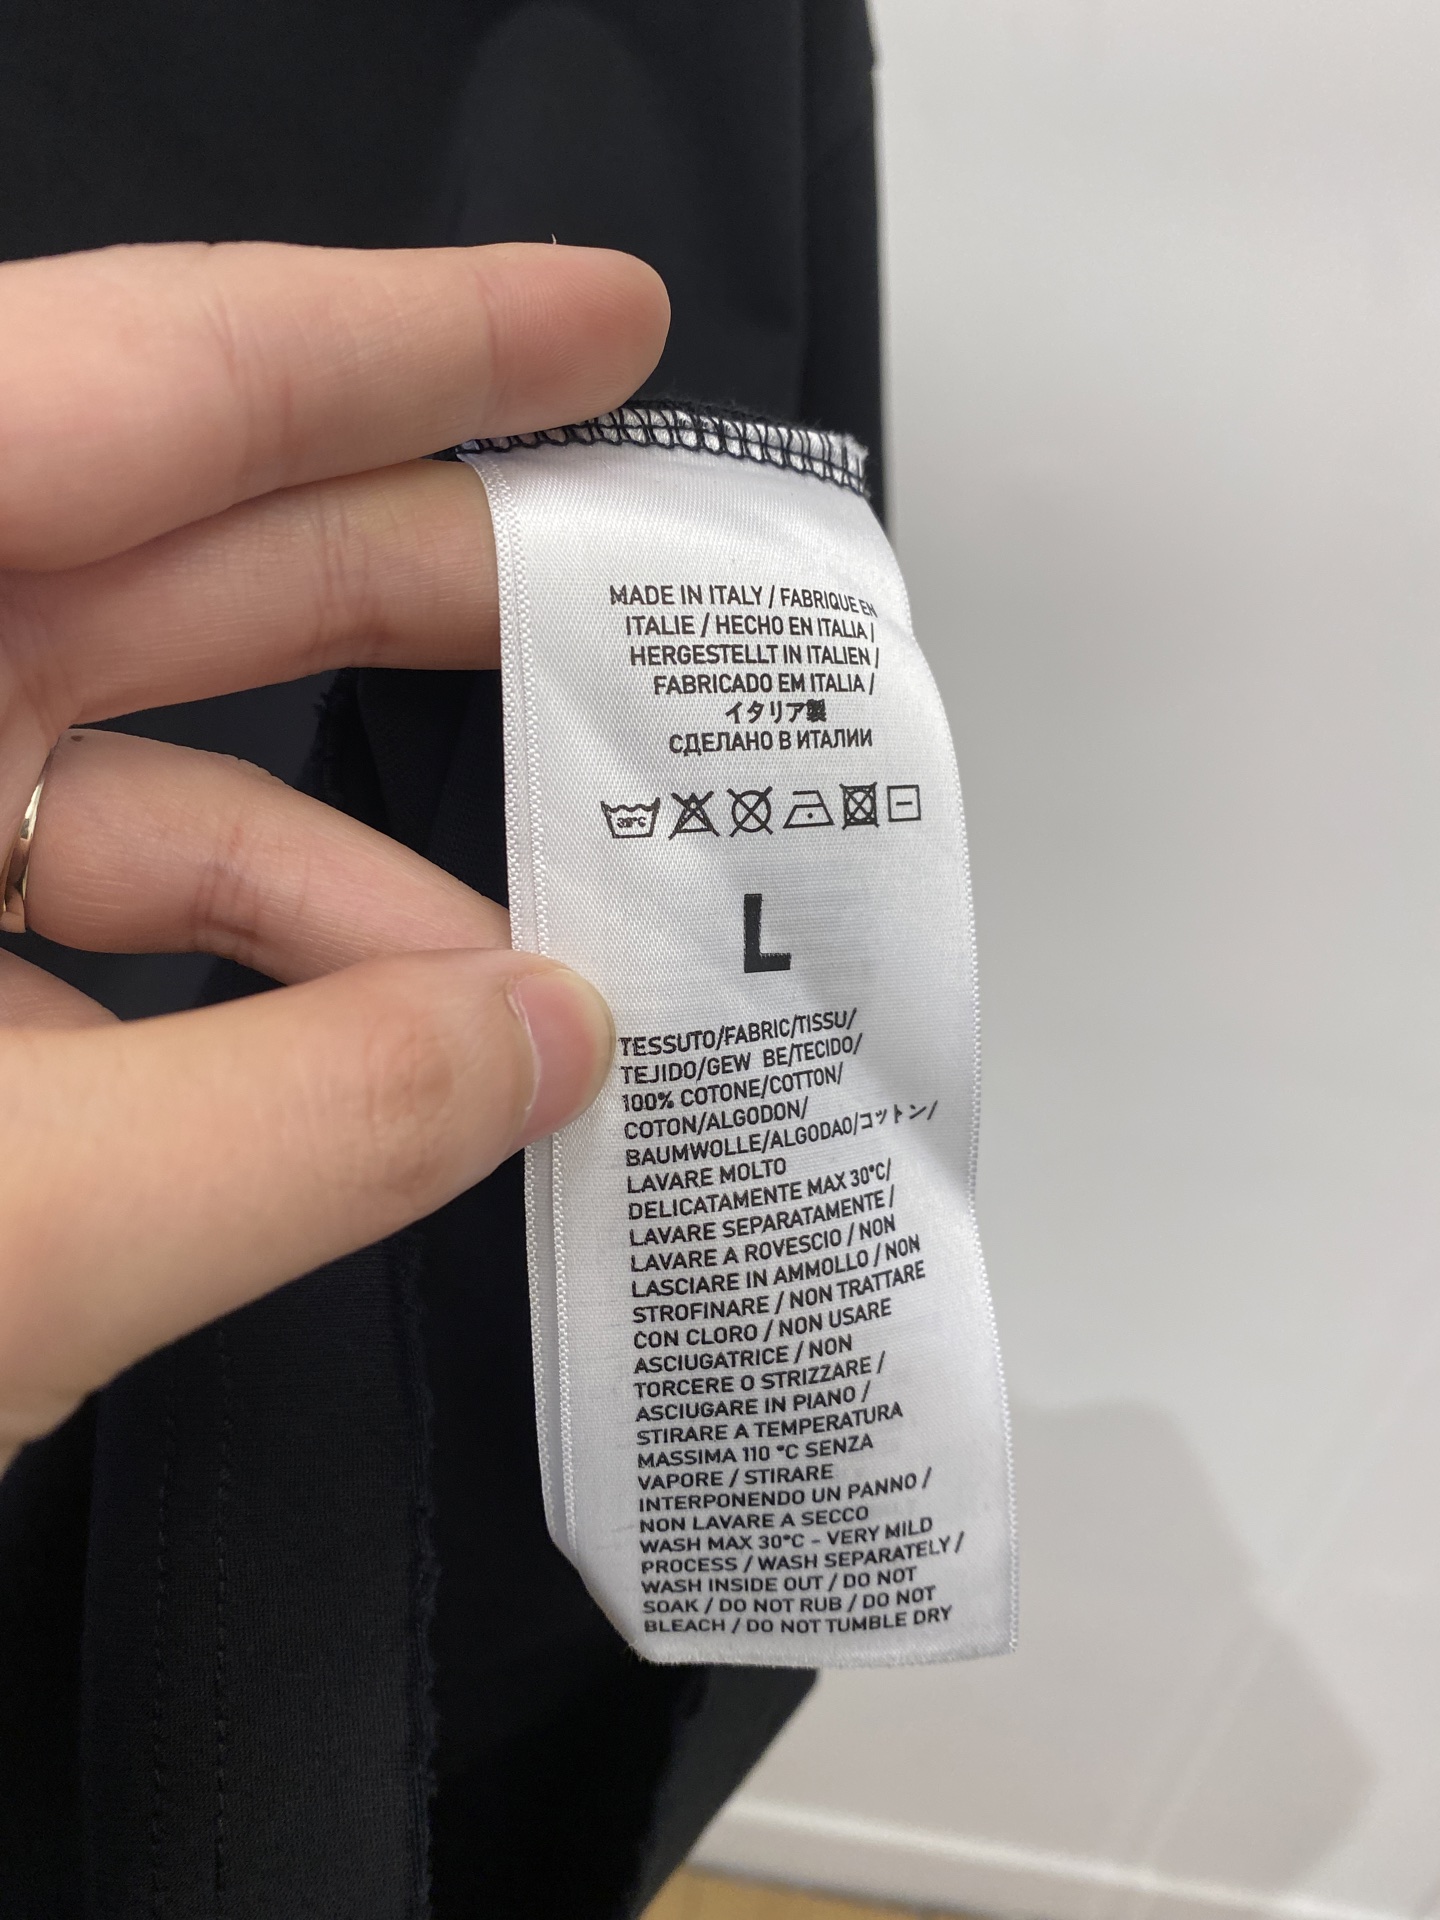 MADE IN ITALY / FABRIQUE EN
ITALIE / HECHO EN ITALIA /
HERGESTELLT IN ITALIEN /
FABRICADO EM ITALIA /
イタリア製
СДЕЛАНО В ИТАЛИИ
30°C
L
TESSUTO/FABRIC/TISSU/
TEJIDO/GEW BE/TECIDO/
100% COTONE/COTTON/
COTON/ALGODON/
BAUMWOLLE/ALGODAO/コットン/
LAVARE MOLTO
DELICATAMENTE MAX 30°C/
LAVARE SEPARATAMENTE /
LAVARE A ROVESCIO / NON
LASCIARE IN AMMOLLO / NON
STROFINARE / NON TRATTARE
CON CLORO / NON USARE
ASCIUGATRICE / NON
TORCERE O STRIZZARE /
ASCIUGARE IN PIANO /
STIRARE A TEMPERATURA
MASSIMA 110 °C SENZA
VAPORE / STIRARE
INTERPONENDO UN PANNO /
NON LAVARE A SECCO
WASH MAX 30°C - VERY MILD
PROCESS / WASH SEPARATELY /
WASH INSIDE OUT / DO NOT
SOAK / DO NOT RUB / DO NOT
BLEACH / DO NOT TUMBLE DRY